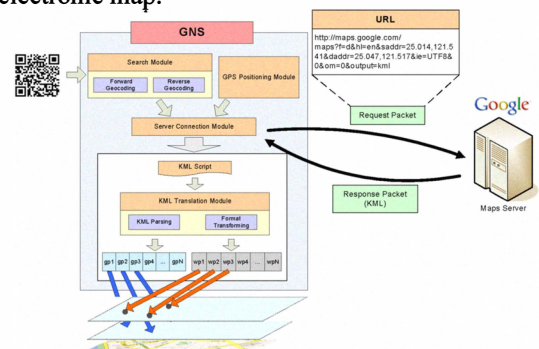 electronic map.
GNS
URL
http://maps.google.com/
maps?f=d&hl=en&saddr=25.014,121.5
41&daddr=25.047,121.517&ie=UTF8&
0&om=0&output=kml
Search Module
Forward
Geocoding
Reverse
Geocoding
GPS Positioning Module
Request Packet
Google
Server Connection Module
KML Script
Response Packet
(KML)
Maps Server
KML Translation Module
KML Parsing
Format
Transforming
gp1 gp2 gp3 gp4 ... gpN
wp1 wp2 wp3 wp4 ... wpN